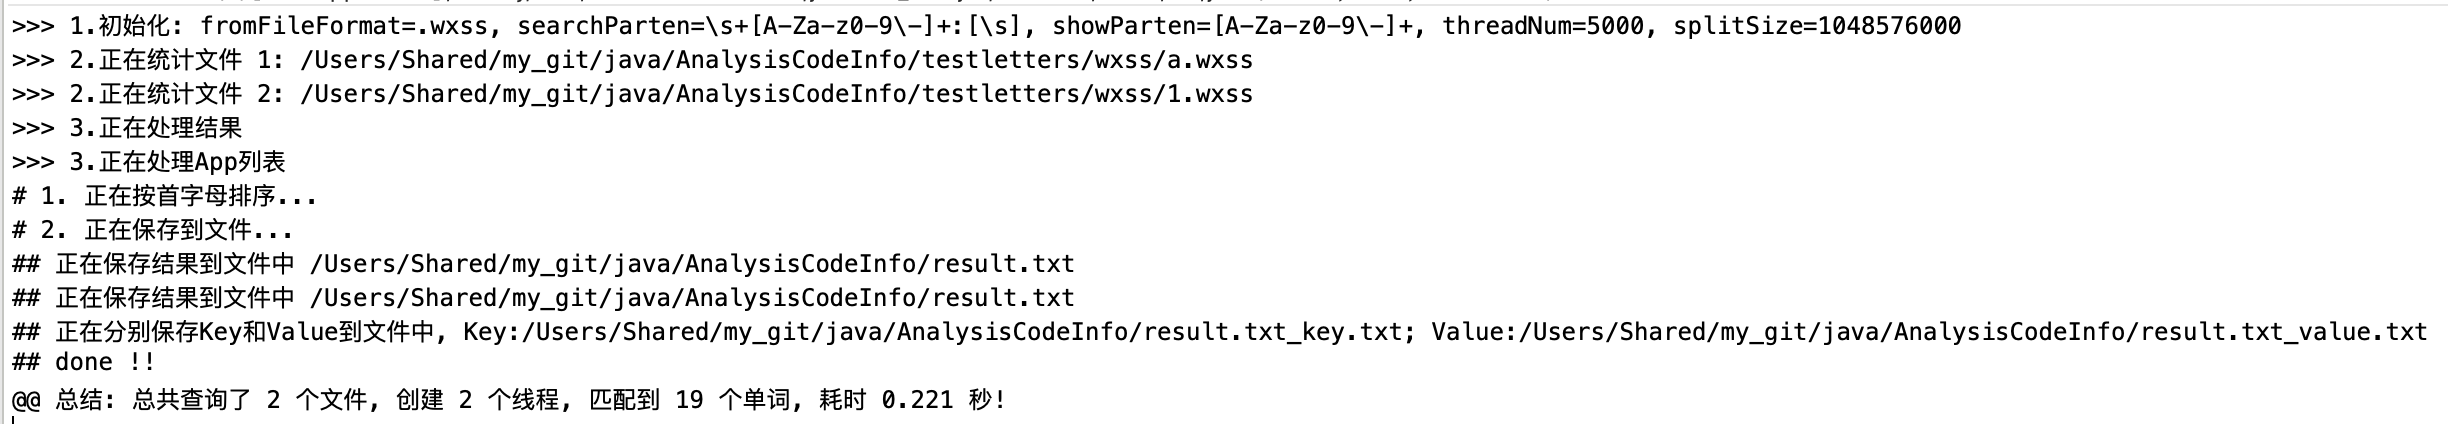 >>> 1.初始化: fromFileFormat=.wxss, searchParten=\s+[A-Za-z0-9\-]+:[\s], showParten=[A-Za-z0-9\-]+, threadNum=5000, splitSize=1048576000
>>> 2.正在统计文件 1: /Users/Shared/my_git/java/AnalysisCodeInfo/testletters/wxss/a.wxss
>>> 2.正在统计文件 2: /Users/Shared/my_git/java/AnalysisCodeInfo/testletters/wxss/1.wxss
>>> 3.正在处理结果
>>> 3.正在处理App列表
# 1. 正在按首字母排序...
# 2. 正在保存到文件...
## 正在保存结果到文件中 /Users/Shared/my_git/java/AnalysisCodeInfo/result.txt
## 正在保存结果到文件中 /Users/Shared/my_git/java/AnalysisCodeInfo/result.txt
## 正在分别保存Key和Value到文件中, Key:/Users/Shared/my_git/java/AnalysisCodeInfo/result.txt_key.txt; Value:/Users/Shared/my_git/java/AnalysisCodeInfo/result.txt_value.txt
## done !!
@@ 总结: 总共查询了 2 个文件, 创建 2 个线程, 匹配到 19 个单词, 耗时 0.221 秒!